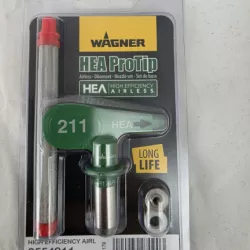 WAGNER
HEA ProTip
HEA HIGH EFFICIENCY AIRLESS
211 HEA
LONG
LIFE
HIGH EFFICIENCY AIRL